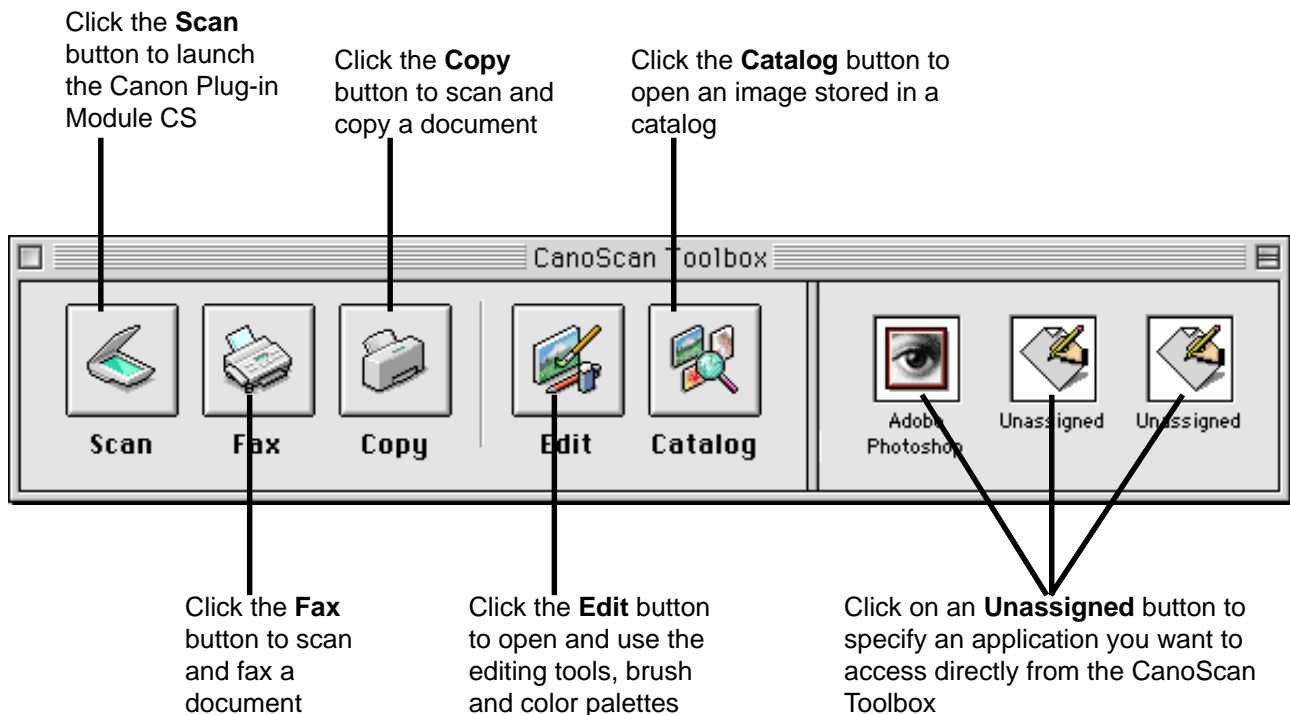 Click the Scan
button to launch
the Canon Plug-in
Module CS
Click the Copy
button to scan and
copy a document
Click the Catalog button to
open an image stored in a
catalog
CanoScan Toolbox
Scan
Fax
Copy
Edit
Catalog
Adobe
Photoshop
Unassigned
Unassigned
Click the Fax
button to scan
and fax a
document
Click the Edit button
to open and use the
editing tools, brush
and color palettes
Click on an Unassigned button to
specify an application you want to
access directly from the CanoScan
Toolbox